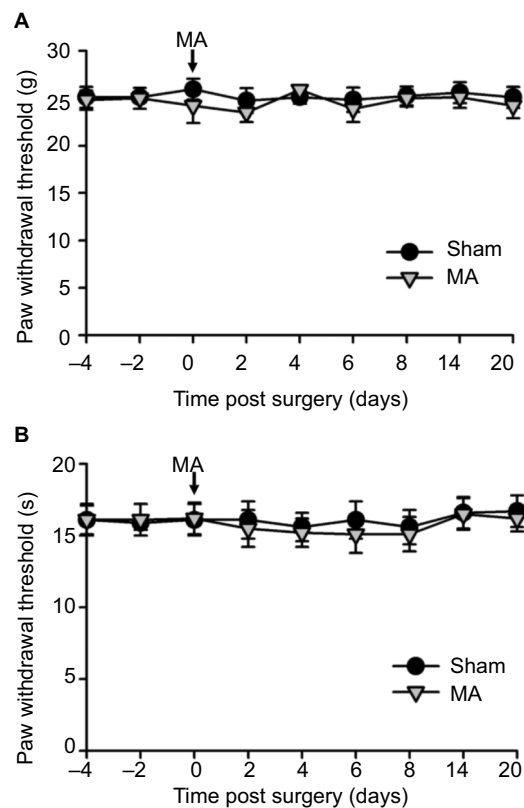 A
MA
Paw withdrawal threshold (g)
30
25
20
15
10
5
0
Sham
MA
–4 –2 0 2 4 6 8 14 20
Time post surgery (days)
B
MA
Paw withdrawal threshold (s)
20
15
10
5
0
Sham
MA
–4 –2 0 2 4 6 8 14 20
Time post surgery (days)